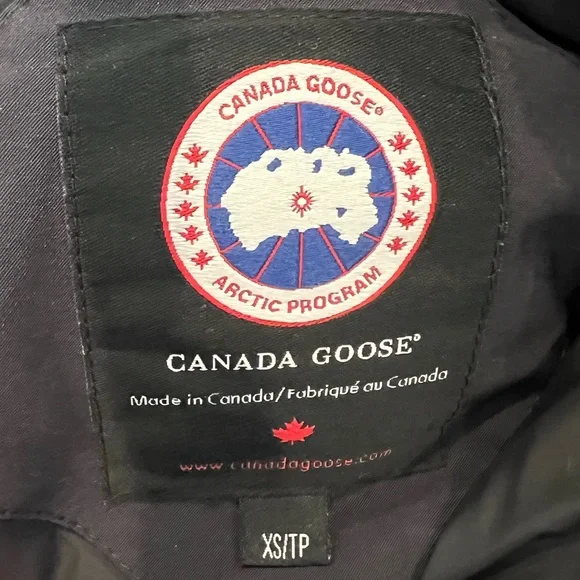 CANADA GOOSE®
ARCTIC PROGRAM
CANADA GOOSE®
Made in Canada/Fabriqué au Canada
www.canadagoose.com
XS/TP